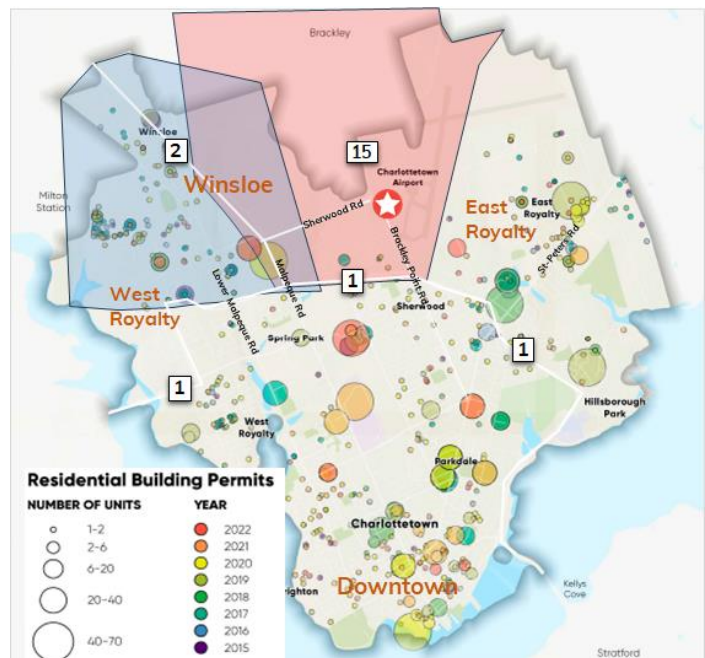 Brackley
Winsloe
2
15
Winsloe
Charlottetown
Airport
Milton
Station
Sherwood Rd
East
Royalty
East
Royalty
St-Peters Rd
Brackley Point Rd
Malpeque Rd
Lower Malpeque Rd
West
Royalty
1
Sherwood
Spring Park
1
1
Hillsborough
Park
West
Royalty
Parkdale
Charlottetown
Downtown
righton
Kellys
Cove
Stratford
Residential Building Permits
NUMBER OF UNITS
YEAR
1-2
2022
2-6
2021
6-20
2020
2019
20-40
2018
2017
40-70
2016
2015